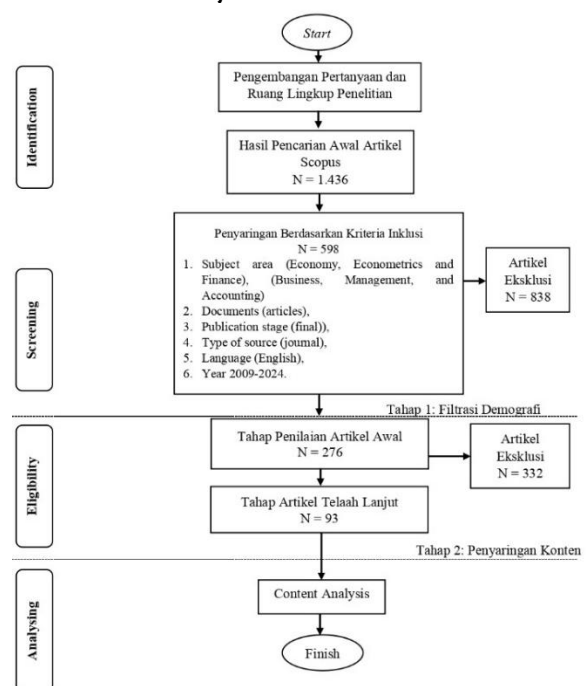 Start
Identification
Pengembangan Pertanyaan dan
Ruang Lingkup Penelitian
Hasil Pencarian Awal Artikel
Scopus
N = 1.436
Screening
Penyaringan Berdasarkan Kriteria Inklusi
N = 598
1. Subject area (Economy, Econometrics and
Finance), (Business, Management, and
Accounting)
2. Documents (articles),
3. Publication stage (final)),
4. Type of source (journal),
5. Language (English),
6. Year 2009-2024.
Artikel
Eksklusi
N = 838
Tahap 1: Filtrasi Demografi
Eligibility
Tahap Penilaian Artikel Awal
N = 276
Artikel
Eksklusi
N = 332
Tahap Artikel Telaah Lanjut
N = 93
Tahap 2: Penyaringan Konten
Analysing
Content Analysis
Finish